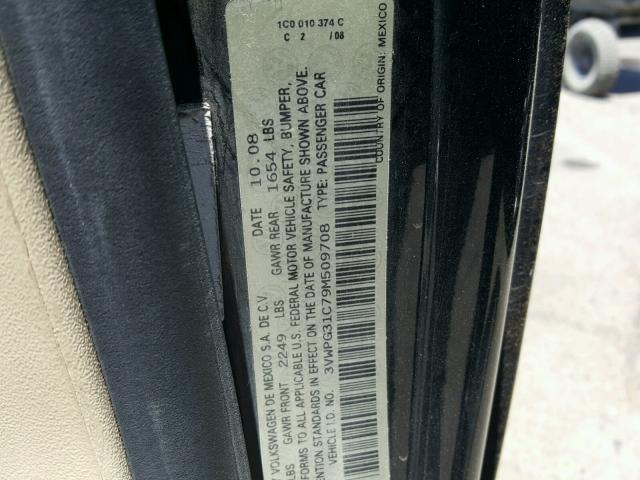 1C0 010 374 C
C 2 /08
VOLKSWAGEN DE MEXICO S.A. DE C.V. DATE 10.08
LBS GAWR FRONT 2249 LBS GAWR REAR 1654 LBS
FORMS TO ALL APPLICABLE U.S. FEDERAL MOTOR VEHICLE SAFETY, BUMPER,
ENTION STANDARDS IN EFFECT ON THE DATE OF MANUFACTURE SHOWN ABOVE.
VEHICLE I.D. NO. 3VWPG31C79M509708 TYPE: PASSENGER CAR
COUNTRY OF ORIGIN: MEXICO